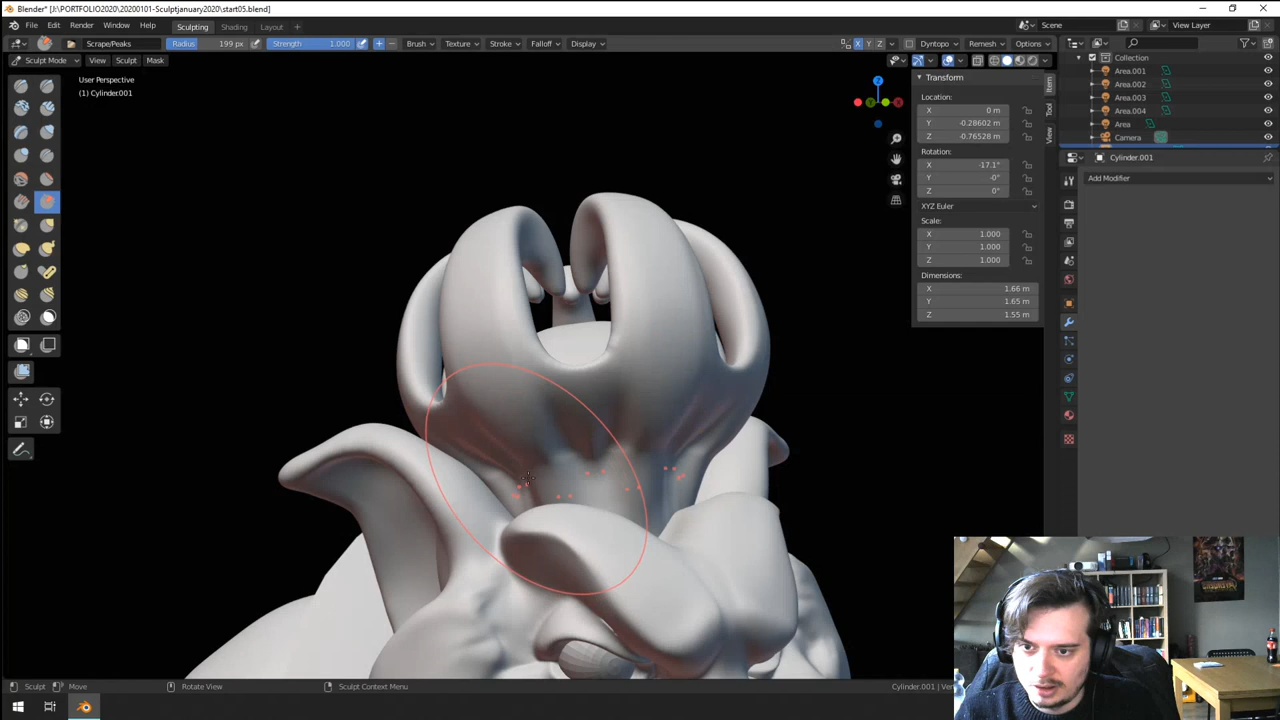 Blender* [J:\PORTFOLIO2020\20200101-Sculptjanuary2020\start05.blend]
File Edit Render Window Help Sculpting Shading Layout Scene View Layer
Scrape/Peaks Radius 199 px Strength 1.000 Brush Texture Stroke Falloff Display X Y Z Dyntopo Remesh Options
Sculpt Mode View Sculpt Mask
User Perspective
(1) Cylinder.001
Z
Transform
Location:
X 0 m
Y -0.28602 m
Z -0.76528 m
Rotation:
X -17.1°
Y -0°
Z 0°
XYZ Euler
Scale:
X 1.000
Y 1.000
Z 1.000
Dimensions:
X 1.66 m
Y 1.65 m
Z 1.55 m
Item
Tool
View
Collection
Area.001
Area.002
Area.003
Area.004
Area
Camera
Cylinder.001
Add Modifier
Sculpt Move Rotate View Sculpt Context Menu Cylinder.001 | Ver